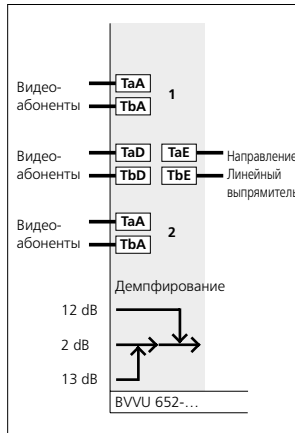 Видео-
абоненты
TaA
TbA
1
Видео-
абоненты
TaD
TbD
TaE
TbE
Направление
Линейный
выпрямитель
Видео-
абоненты
TaA
TbA
2
Демпфирование
12 dB
2 dB
13 dB
BVVU 652-...